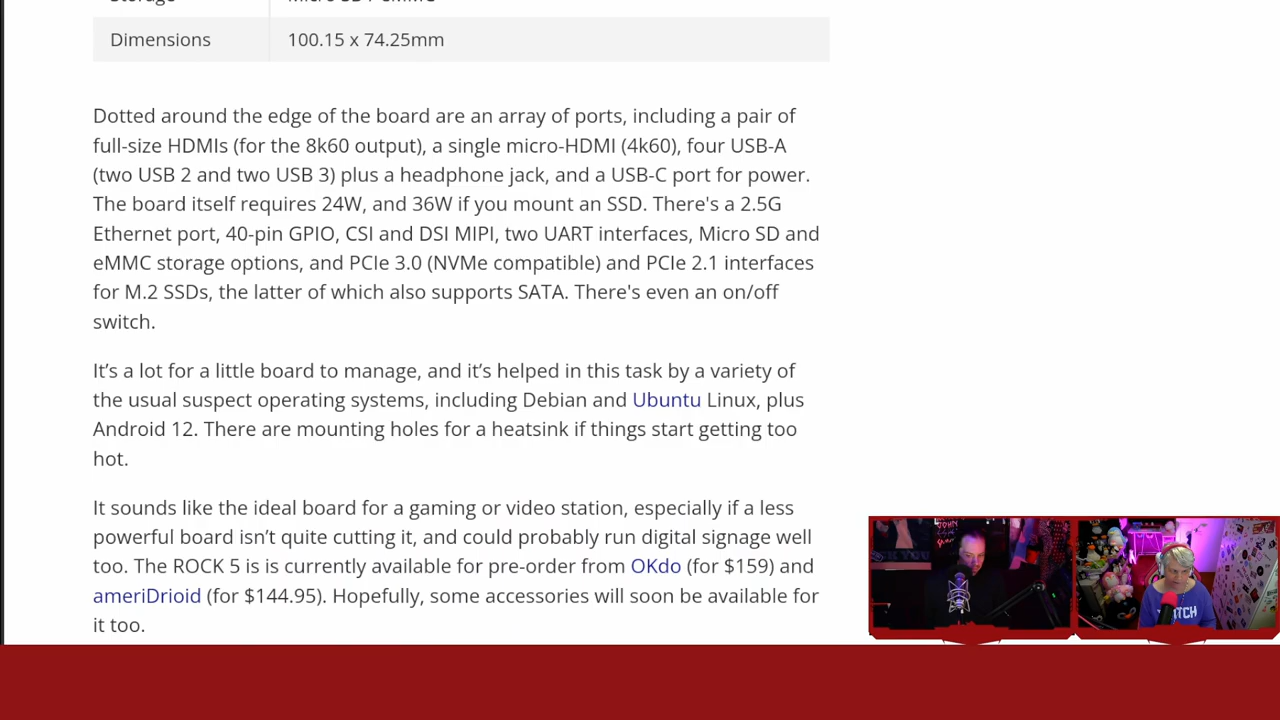 Dimensions 100.15 x 74.25mm
Dotted around the edge of the board are an array of ports, including a pair of
full-size HDMIs (for the 8k60 output), a single micro-HDMI (4k60), four USB-A
(two USB 2 and two USB 3) plus a headphone jack, and a USB-C port for power.
The board itself requires 24W, and 36W if you mount an SSD. There's a 2.5G
Ethernet port, 40-pin GPIO, CSI and DSI MIPI, two UART interfaces, Micro SD and
eMMC storage options, and PCIe 3.0 (NVMe compatible) and PCIe 2.1 interfaces
for M.2 SSDs, the latter of which also supports SATA. There's even an on/off
switch.
It’s a lot for a little board to manage, and it’s helped in this task by a variety of
the usual suspect operating systems, including Debian and Ubuntu Linux, plus
Android 12. There are mounting holes for a heatsink if things start getting too
hot.
It sounds like the ideal board for a gaming or video station, especially if a less
powerful board isn’t quite cutting it, and could probably run digital signage well
too. The ROCK 5 is is currently available for pre-order from OKdo (for $159) and
ameriDrioid (for $144.95). Hopefully, some accessories will soon be available for
it too.